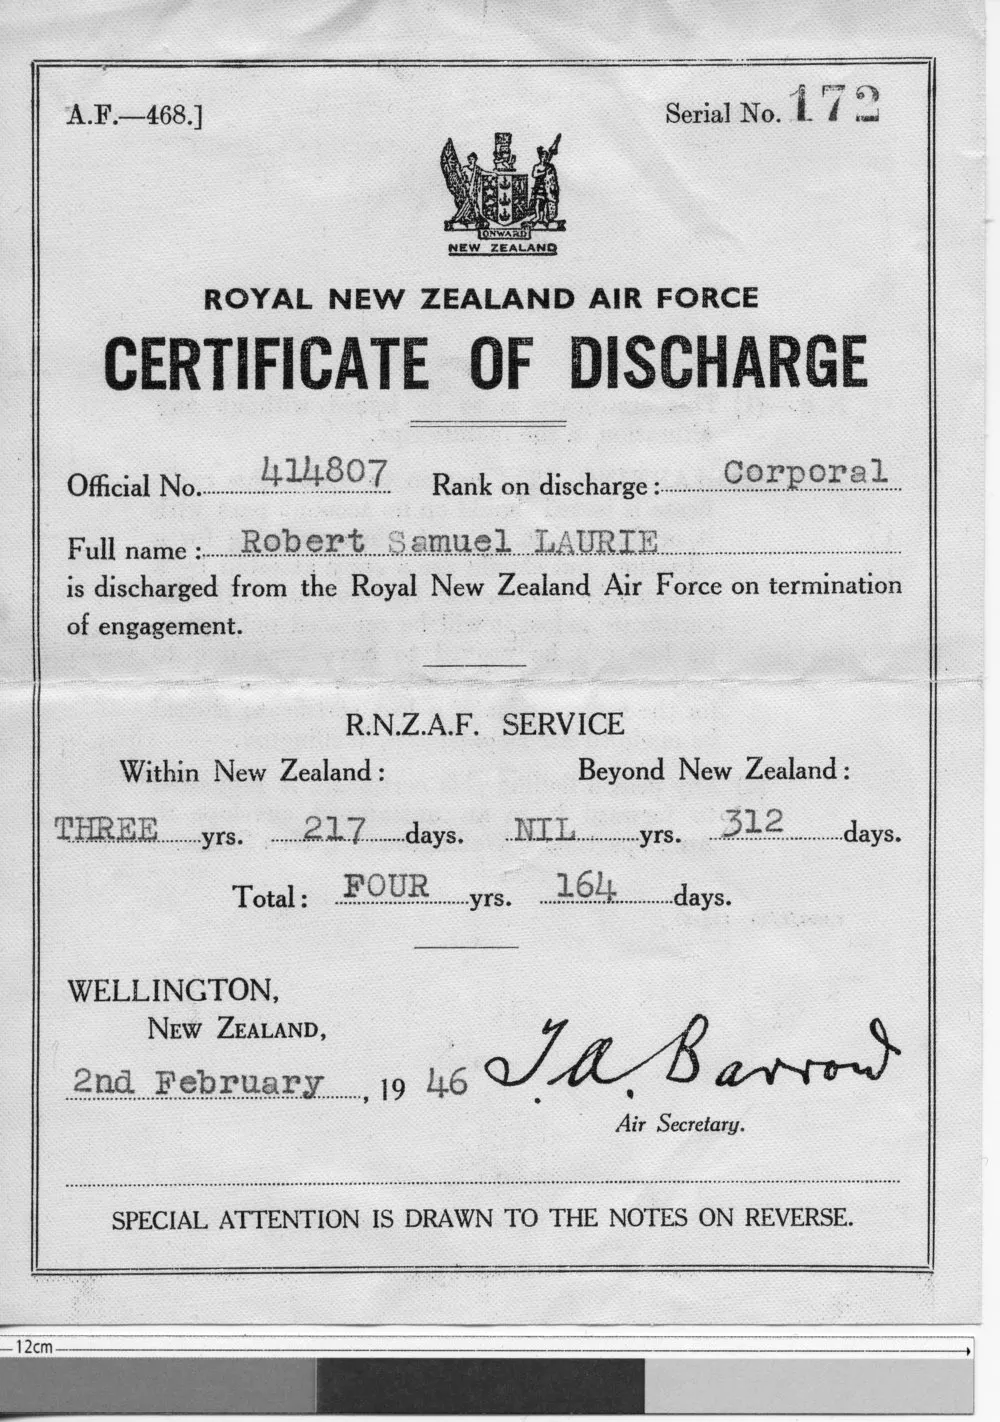 A.F.—468.]
Serial No. 172
ONWARD
NEW ZEALAND
ROYAL NEW ZEALAND AIR FORCE
CERTIFICATE OF DISCHARGE
Official No. 414807 Rank on discharge: Corporal
Full name: Robert Samuel LAURIE
is discharged from the Royal New Zealand Air Force on termination
of engagement.
R.N.Z.A.F. SERVICE
Within New Zealand: Beyond New Zealand:
THREE yrs. 217 days. NIL yrs. 312 days.
Total: FOUR yrs. 164 days.
WELLINGTON,
NEW ZEALAND,
2nd February, 19 46
T. A. Barrow
Air Secretary.
SPECIAL ATTENTION IS DRAWN TO THE NOTES ON REVERSE.
12cm